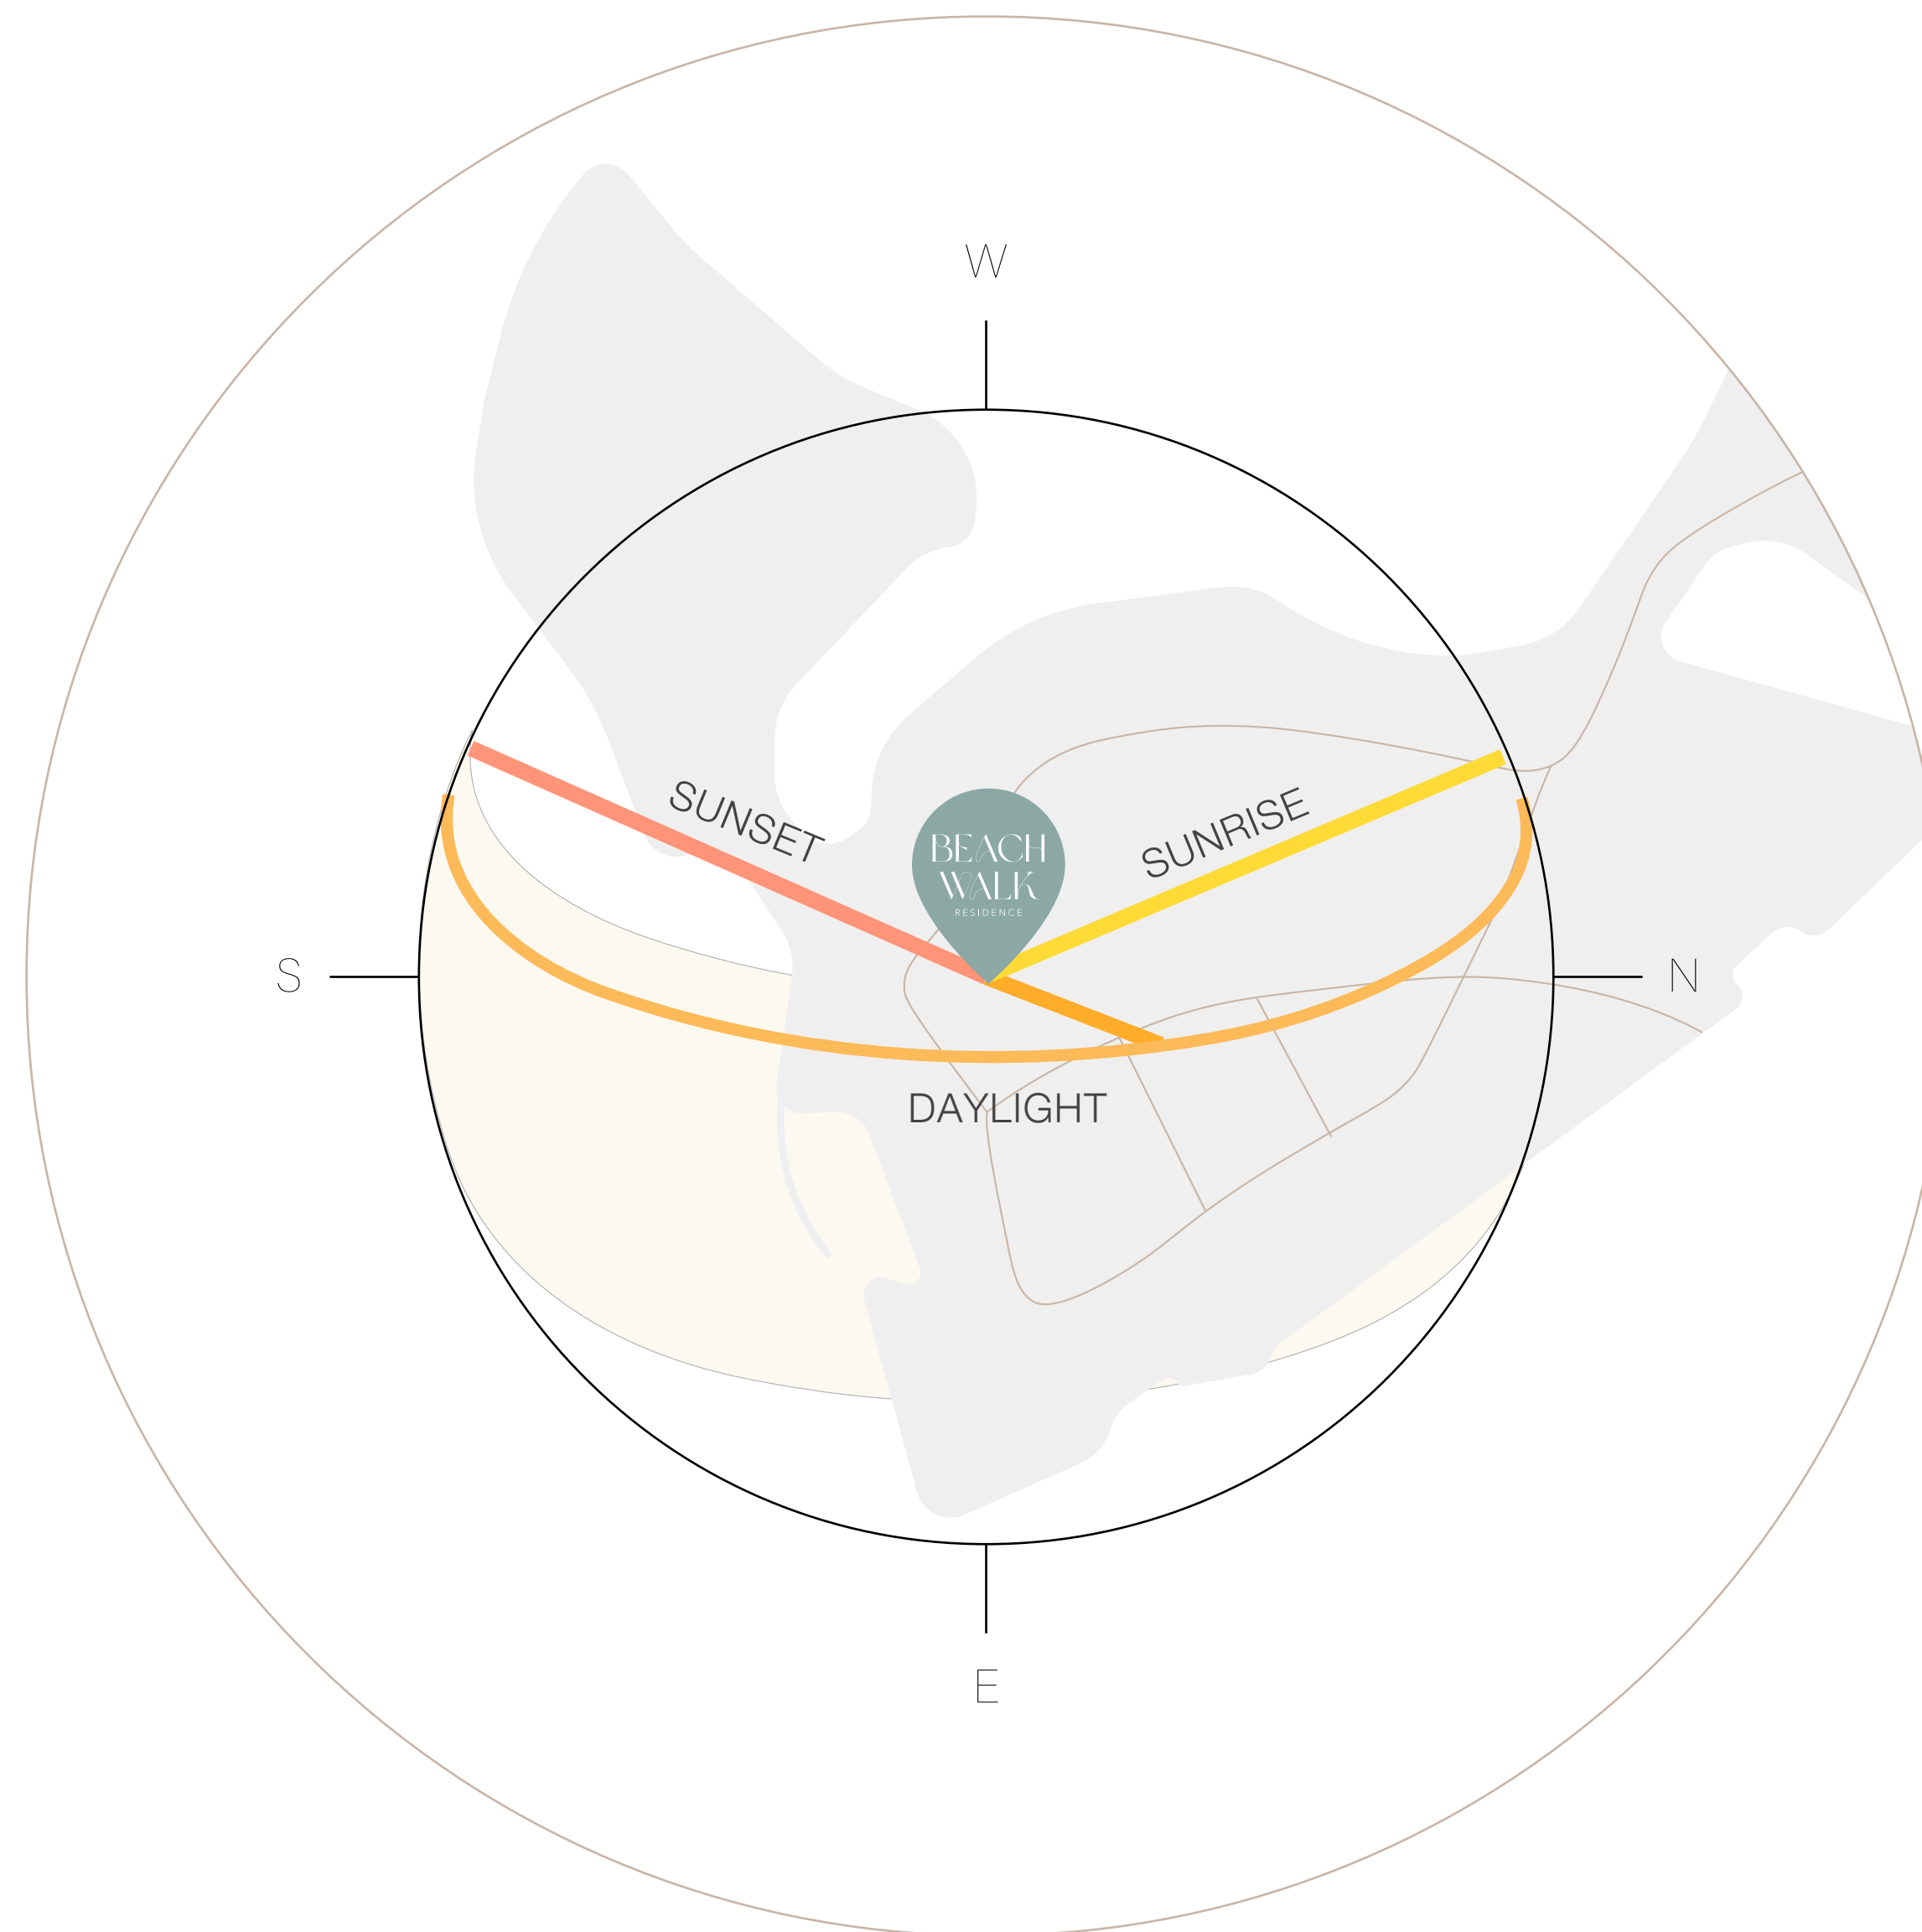 W
SUNSET
SUNRISE
BEACH
WALK
RESIDENCE
S
N
DAYLIGHT
E